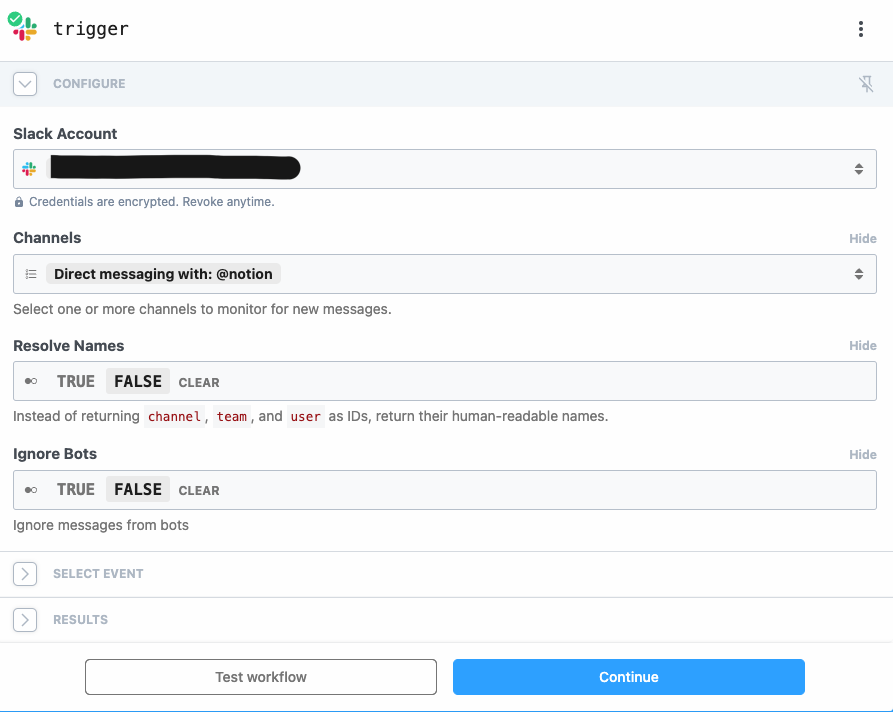 trigger
CONFIGURE
Slack Account
Credentials are encrypted. Revoke anytime.
Channels Hide
Direct messaging with: @notion
Select one or more channels to monitor for new messages.
Resolve Names Hide
TRUE FALSE CLEAR
Instead of returning channel, team, and user as IDs, return their human-readable names.
Ignore Bots Hide
TRUE FALSE CLEAR
Ignore messages from bots
SELECT EVENT
RESULTS
Test workflow Continue